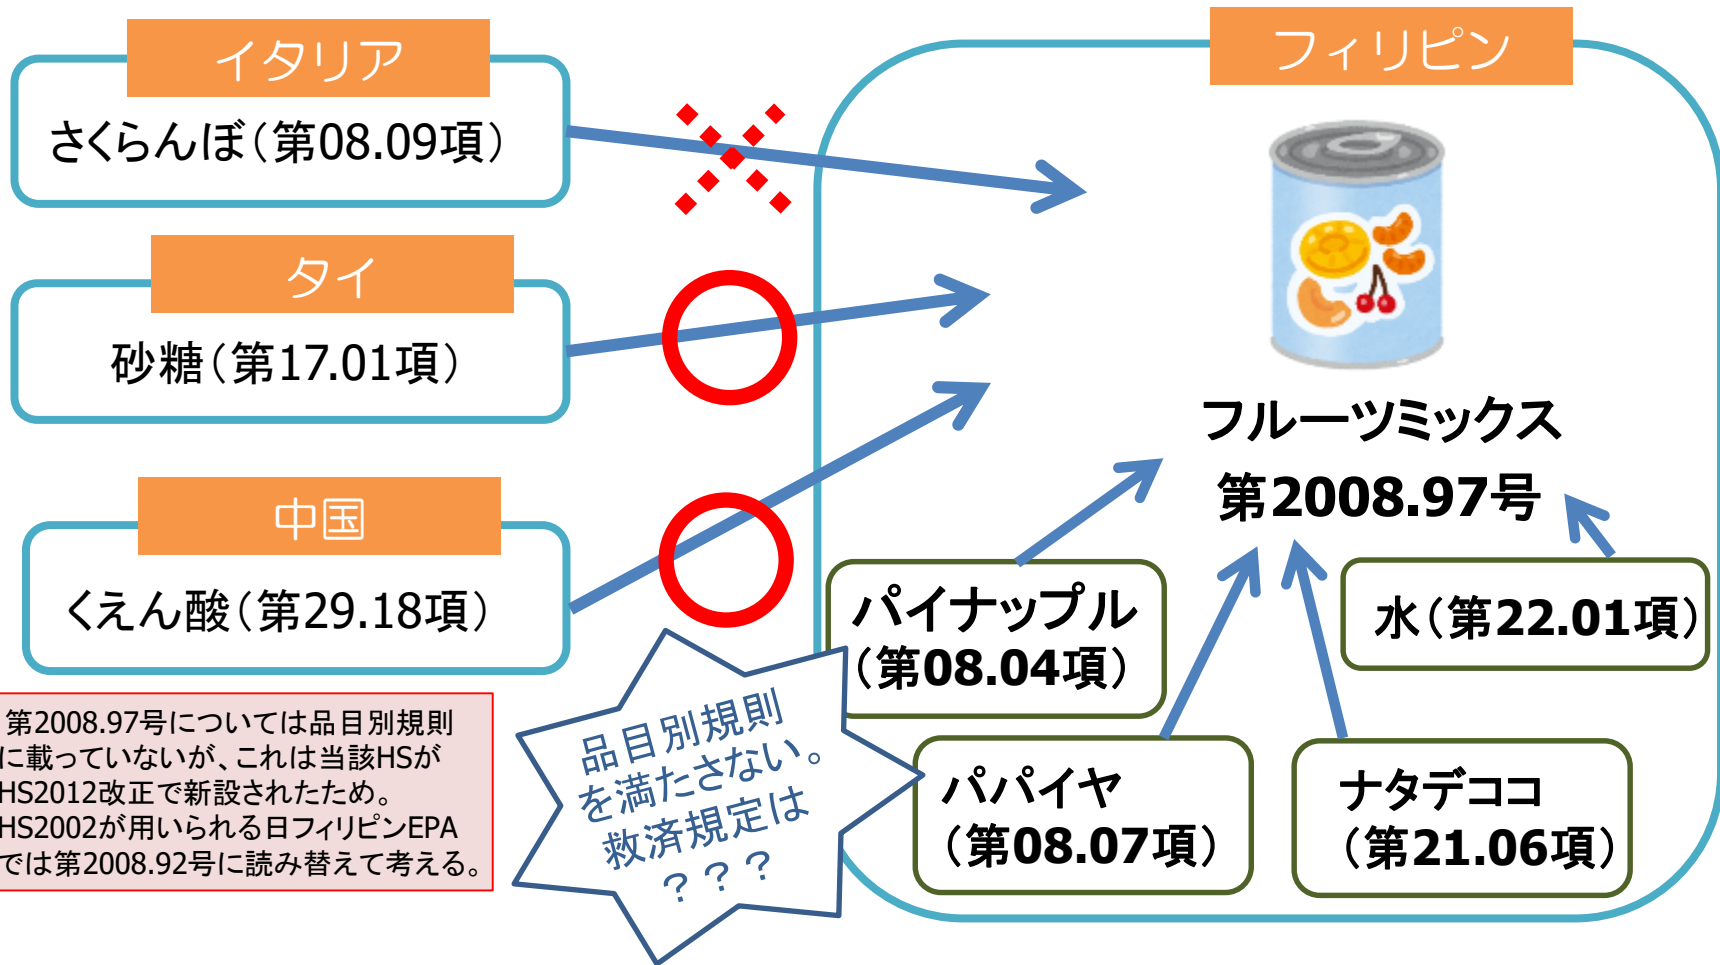 イタリア
さくらんぼ（第08.09項）
タイ
砂糖（第17.01項）
中国
くえん酸（第29.18項）
第2008.97号については品目別規則
に載っていないが、これは当該HSが
HS2012改正で新設されたため。
HS2002が用いられる日フィリピンEPA
では第2008.92号に読み替えて考える。
品目別規則
を満たさない。
救済規定は
？？？
フィリピン
フルーツミックス
第2008.97号
パイナップル
（第08.04項）
水（第22.01項）
パパイヤ
（第08.07項）
ナタデココ
（第21.06項）